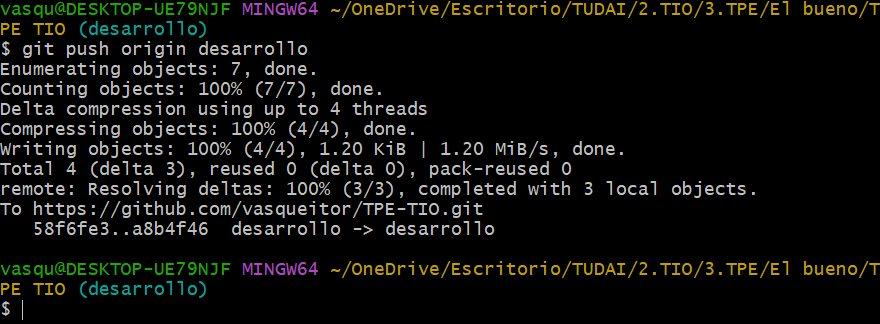 vasqu@DESKTOP-UE79NJF MINGW64 ~/OneDrive/Escritorio/TUDAI/2.TIO/3.TPE/El bueno/T
PE TIO (desarrollo)
$ git push origin desarrollo
Enumerating objects: 7, done.
Counting objects: 100% (7/7), done.
Delta compression using up to 4 threads
Compressing objects: 100% (4/4), done.
Writing objects: 100% (4/4), 1.20 KiB | 1.20 MiB/s, done.
Total 4 (delta 3), reused 0 (delta 0), pack-reused 0
remote: Resolving deltas: 100% (3/3), completed with 3 local objects.
To https://github.com/vasqueitor/TPE-TIO.git
   58f6fe3..a8b4f46  desarrollo -> desarrollo
vasqu@DESKTOP-UE79NJF MINGW64 ~/OneDrive/Escritorio/TUDAI/2.TIO/3.TPE/El bueno/T
PE TIO (desarrollo)
$